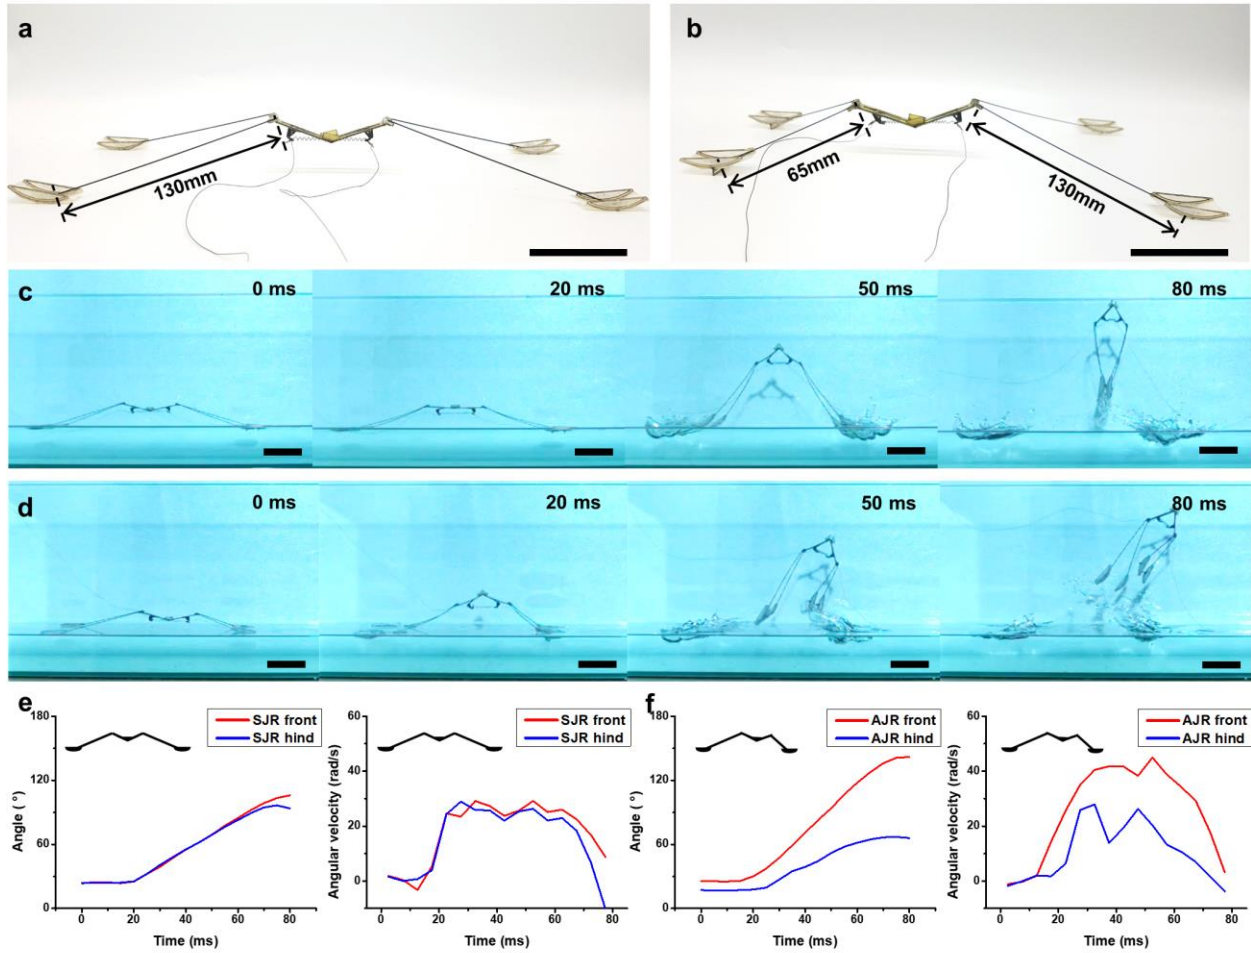 a
130mm
b
65mm
130mm
c
0 ms
20 ms
50 ms
80 ms
d
0 ms
20 ms
50 ms
80 ms
e
180
120
60
0
Angle (°)
SJR front
SJR hind
0 20 40 60 80
Time (ms)
60
40
20
0
Angular velocity (rad/s)
SJR front
SJR hind
0 20 40 60 80
Time (ms)
f
180
120
60
0
Angle (°)
AJR front
AJR hind
0 20 40 60 80
Time (ms)
60
40
20
0
Angular velocity (rad/s)
AJR front
AJR hind
0 20 40 60 80
Time (ms)